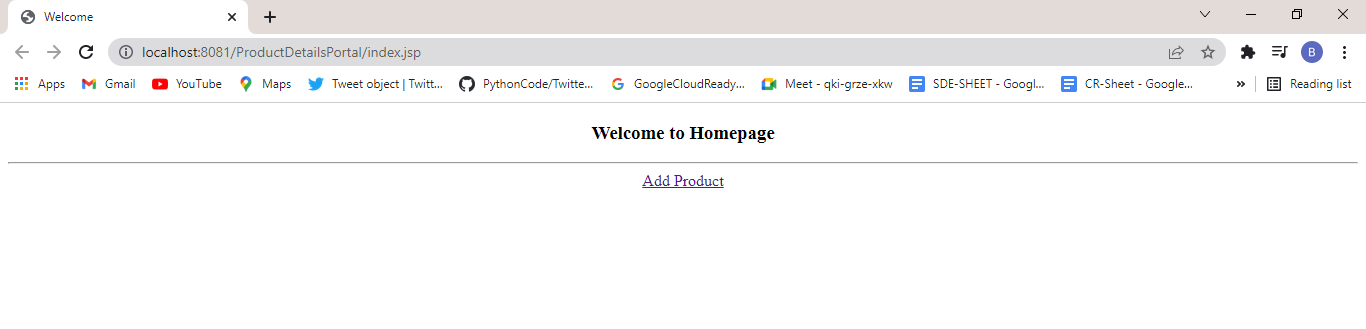 Welcome
localhost:8081/ProductDetailsPortal/index.jsp
B
Apps Gmail YouTube Maps Tweet object | Twitt... PythonCode/Twitte... GoogleCloudReady... Meet - qki-grze-xkw SDE-SHEET - Googl... CR-Sheet - Google... Reading list
Welcome to Homepage
Add Product